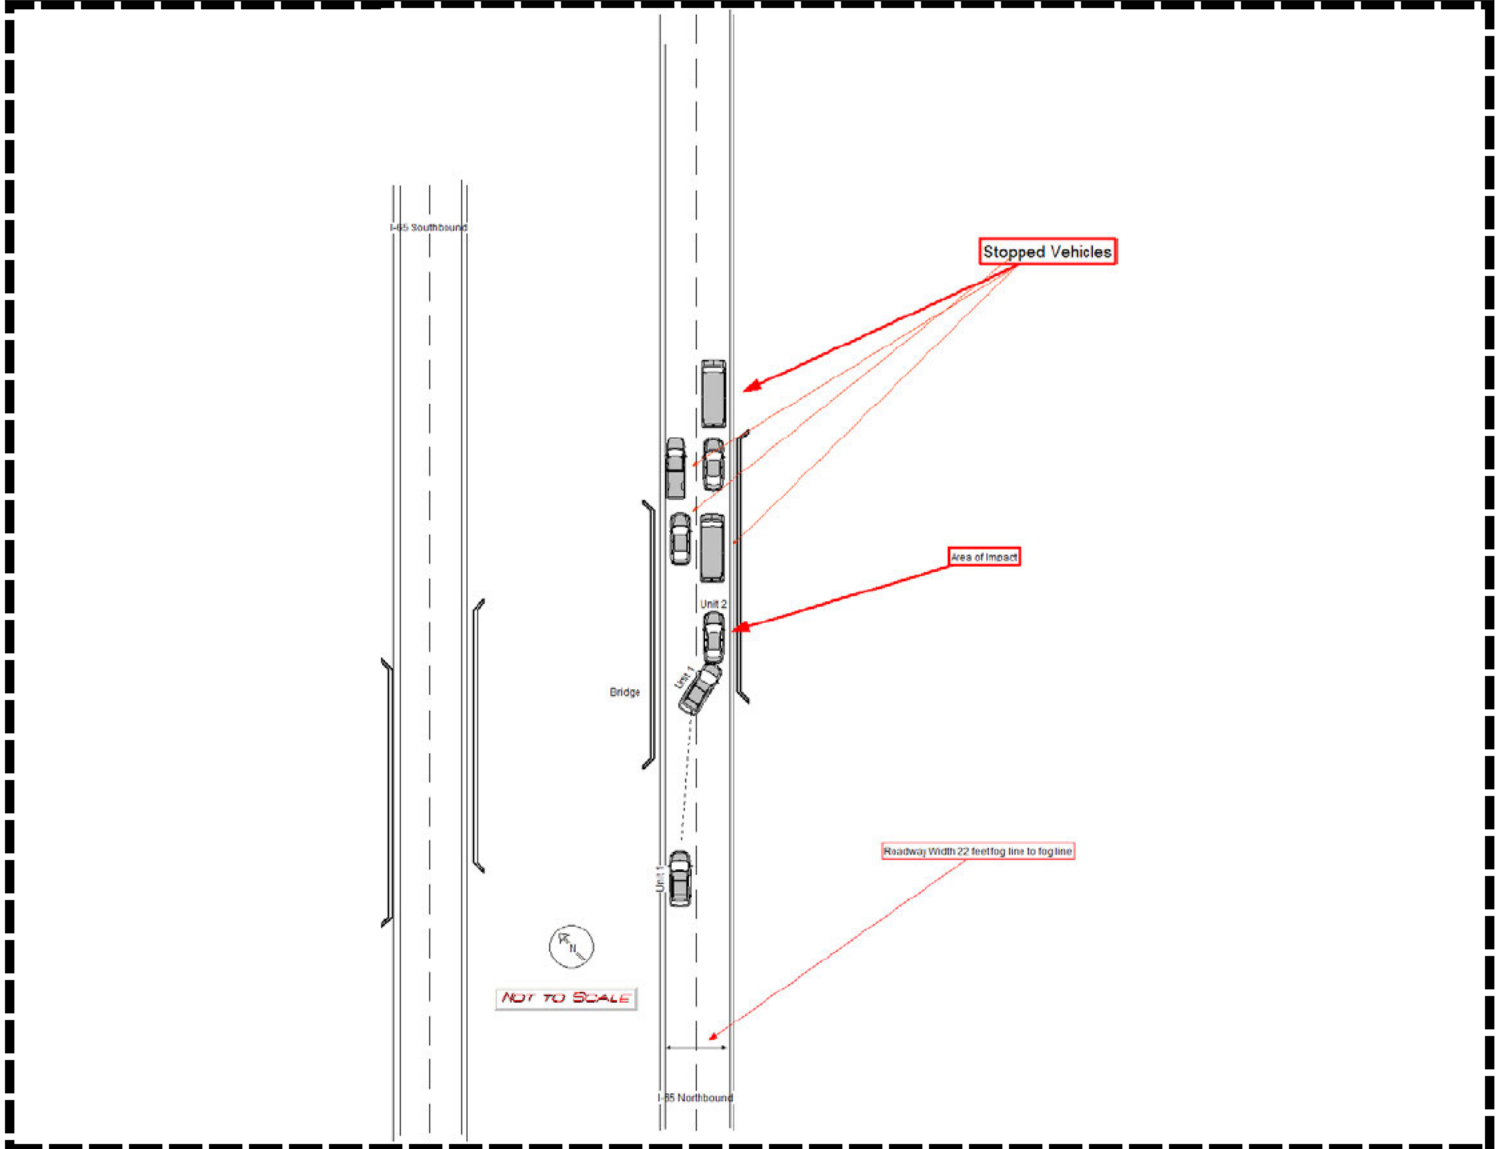 I-65 Southbound
Stopped Vehicles
Area of Impact
Unit 2
Unit 1
Bridge
Roadway Width 22 feet fog line to fog line
Unit 1
N
NOT TO SCALE
I-65 Northbound